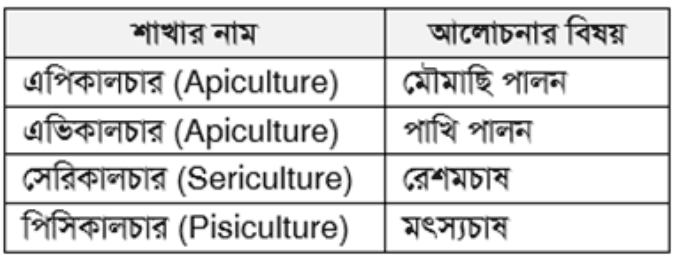 শাখার নাম আলোচনার বিষয়
এপিকালচার (Apiculture) মৌমাছি পালন
এভিকালচার (Apiculture) পাখি পালন
সেরিকালচার (Sericulture) রেশমচাষ
পিসিকালচার (Pisiculture) মৎস্যচাষ